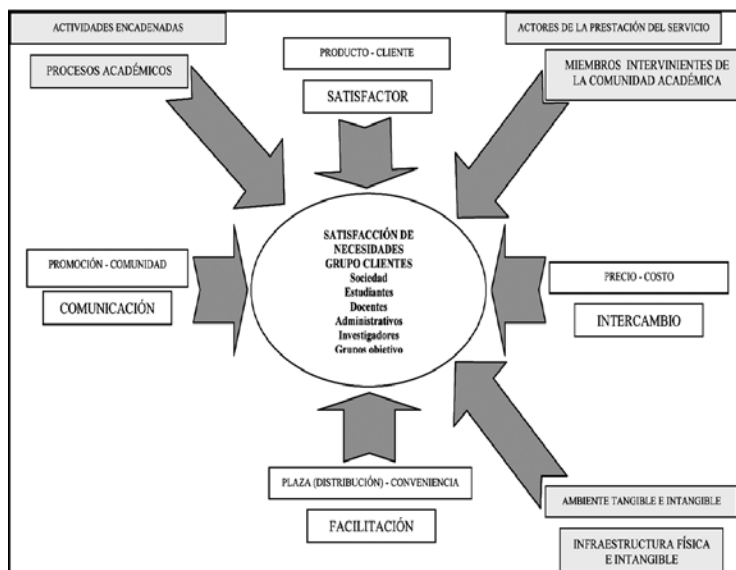 ACTIVIDADES ENCADENADAS
PROCESOS ACADÉMICOS
PRODUCTO - CLIENTE
SATISFACTOR
ACTORES DE LA PRESTACIÓN DEL SERVICIO
MIEMBROS INTERVINIENTES DE
LA COMUNIDAD ACADÉMICA
PROMOCIÓN - COMUNIDAD
COMUNICACIÓN
SATISFACCIÓN DE
NECESIDADES
GRUPO CLIENTES
Sociedad
Estudiantes
Docentes
Administrativos
Investigadores
Grupos objetivo
PRECIO - COSTO
INTERCAMBIO
PLAZA (DISTRIBUCIÓN) - CONVENIENCIA
FACILITACIÓN
AMBIENTE TANGIBLE E INTANGIBLE
INFRAESTRUCTURA FÍSICA
E INTANGIBLE